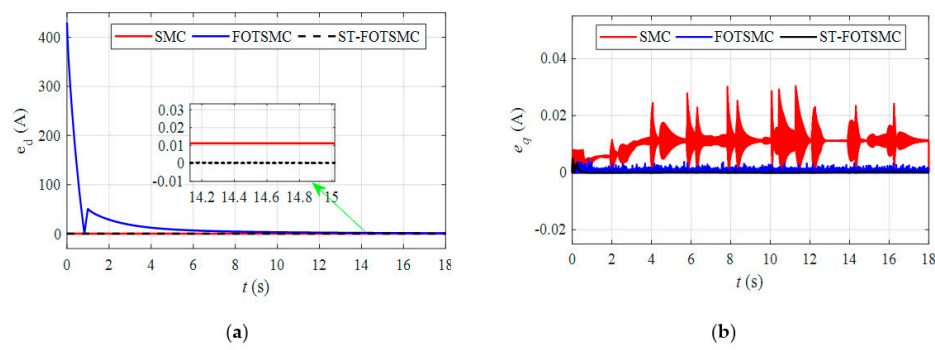 400
300
200
100
0
e_d (A)
SMC FOTSMC ST-FOTSMC
0.03
0.02
0.01
0
-0.01
14.2 14.4 14.6 14.8 15
0 2 4 6 8 10 12 14 16 18
t (s)
(a)
0.04
0.02
0
-0.02
e_q (A)
SMC FOTSMC ST-FOTSMC
0 2 4 6 8 10 12 14 16 18
t (s)
(b)